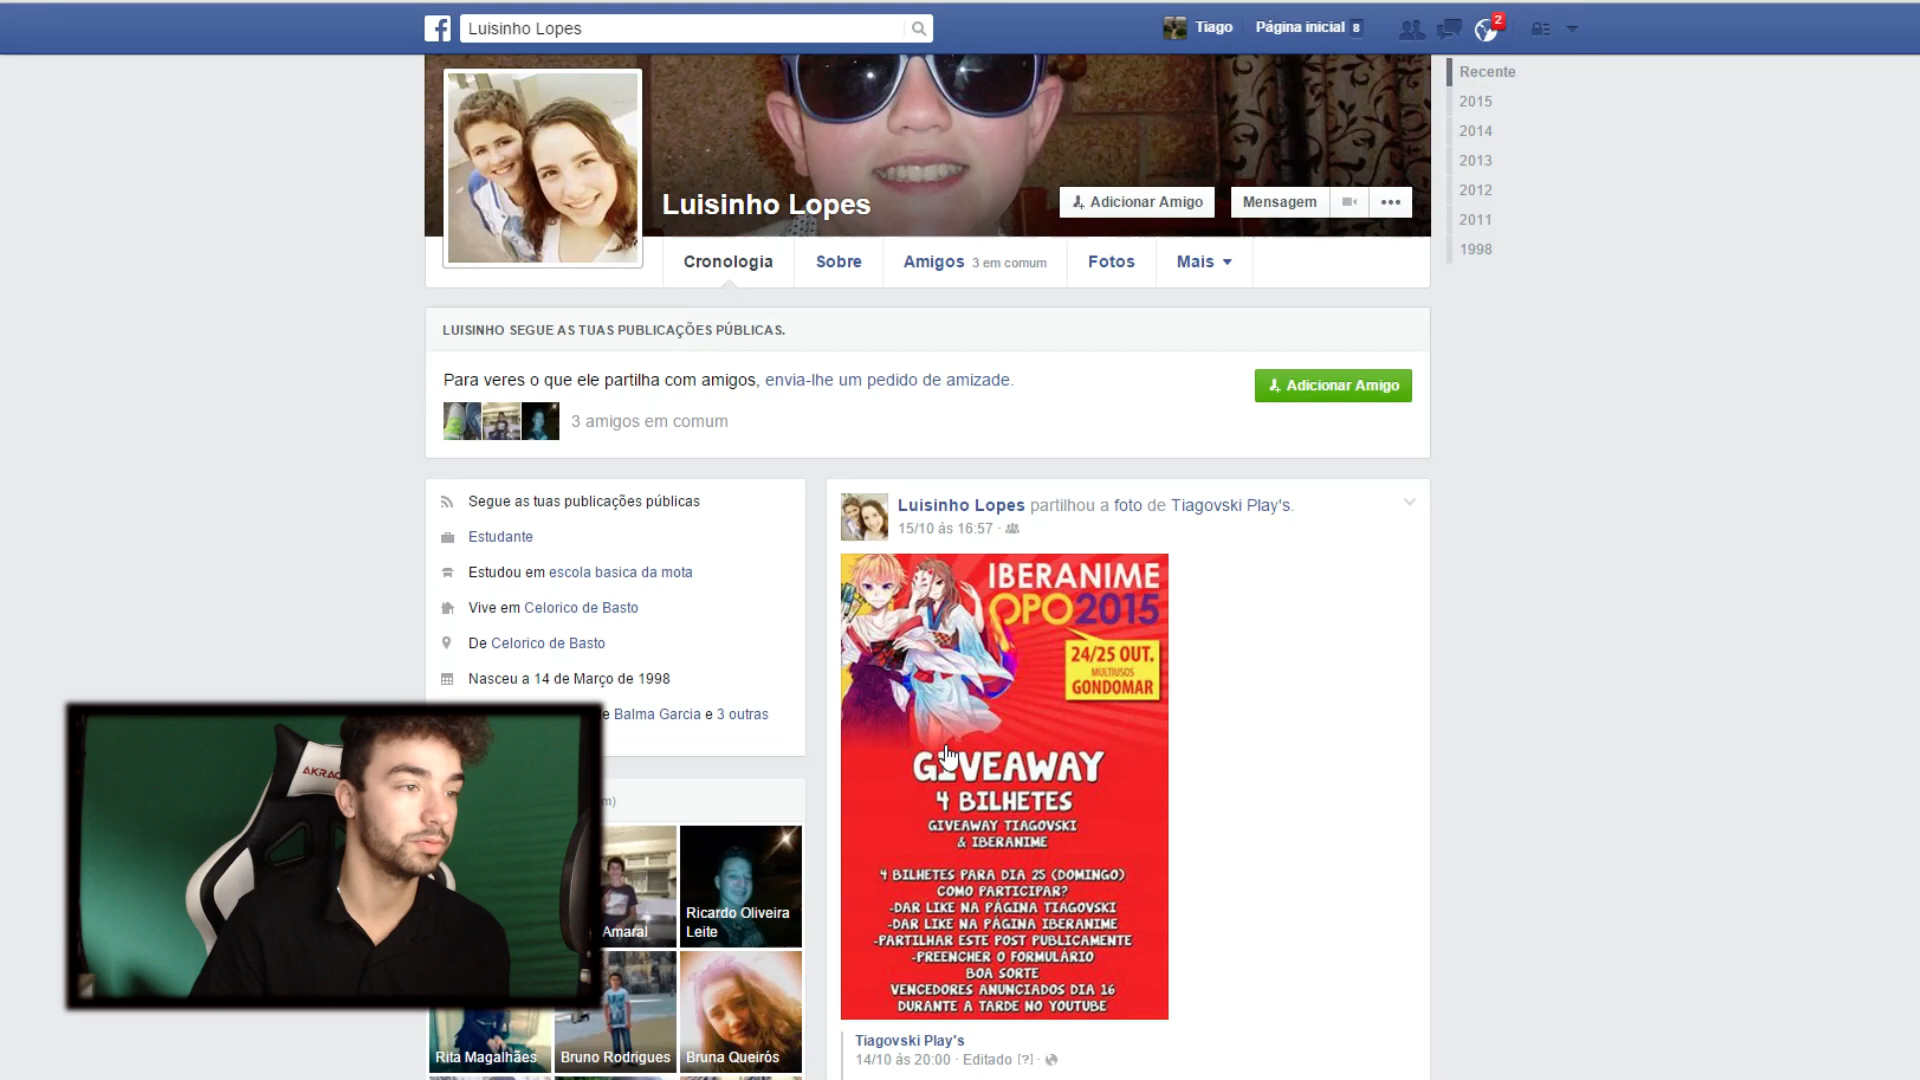 Luisinho Lopes
Tiago
Página inicial 8
2
Recente
2015
2014
2013
2012
2011
1998
Luisinho Lopes
Adicionar Amigo
Mensagem
Cronologia
Sobre
Amigos 3 em comum
Fotos
Mais
LUISINHO SEGUE AS TUAS PUBLICAÇÕES PÚBLICAS.
Para veres o que ele partilha com amigos, envia-lhe um pedido de amizade.
Adicionar Amigo
3 amigos em comum
Segue as tuas publicações públicas
Estudante
Estudou em escola basica da mota
Vive em Celorico de Basto
De Celorico de Basto
Nasceu a 14 de Março de 1998
e Balma Garcia e 3 outras
m)
Amaral
Ricardo Oliveira
Leite
Rita Magalhães
Bruno Rodrigues
Bruna Queirós
Luisinho Lopes partilhou a foto de Tiagovski Play's.
15/10 às 16:57 ·
IBERANIME
OPO2015
24/25 OUT.
MULTIUSOS
GONDOMAR
GIVEAWAY
4 BILHETES
GIVEAWAY TIAGOVSKI
& IBERANIME
4 BILHETES PARA DIA 25 (DOMINGO)
COMO PARTICIPAR?
-DAR LIKE NA PÁGINA TIAGOVSKI
-DAR LIKE NA PÁGINA IBERANIME
-PARTILHAR ESTE POST PUBLICAMENTE
-PREENCHER O FORMULÁRIO
BOA SORTE
VENCEDORES ANUNCIADOS DIA 16
DURANTE A TARDE NO YOUTUBE
Tiagovski Play's
14/10 às 20:00 · Editado [?] ·